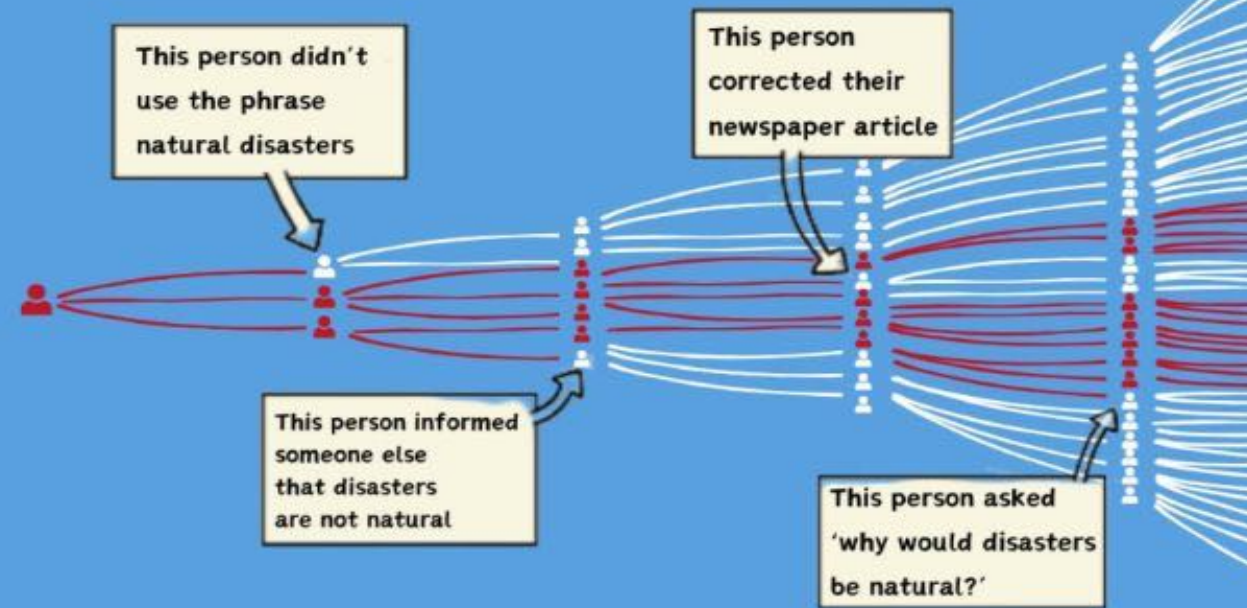 This person didn't
use the phrase
natural disasters
This person
corrected their
newspaper article
This person informed
someone else
that disasters
are not natural
This person asked
‘why would disasters
be natural?’